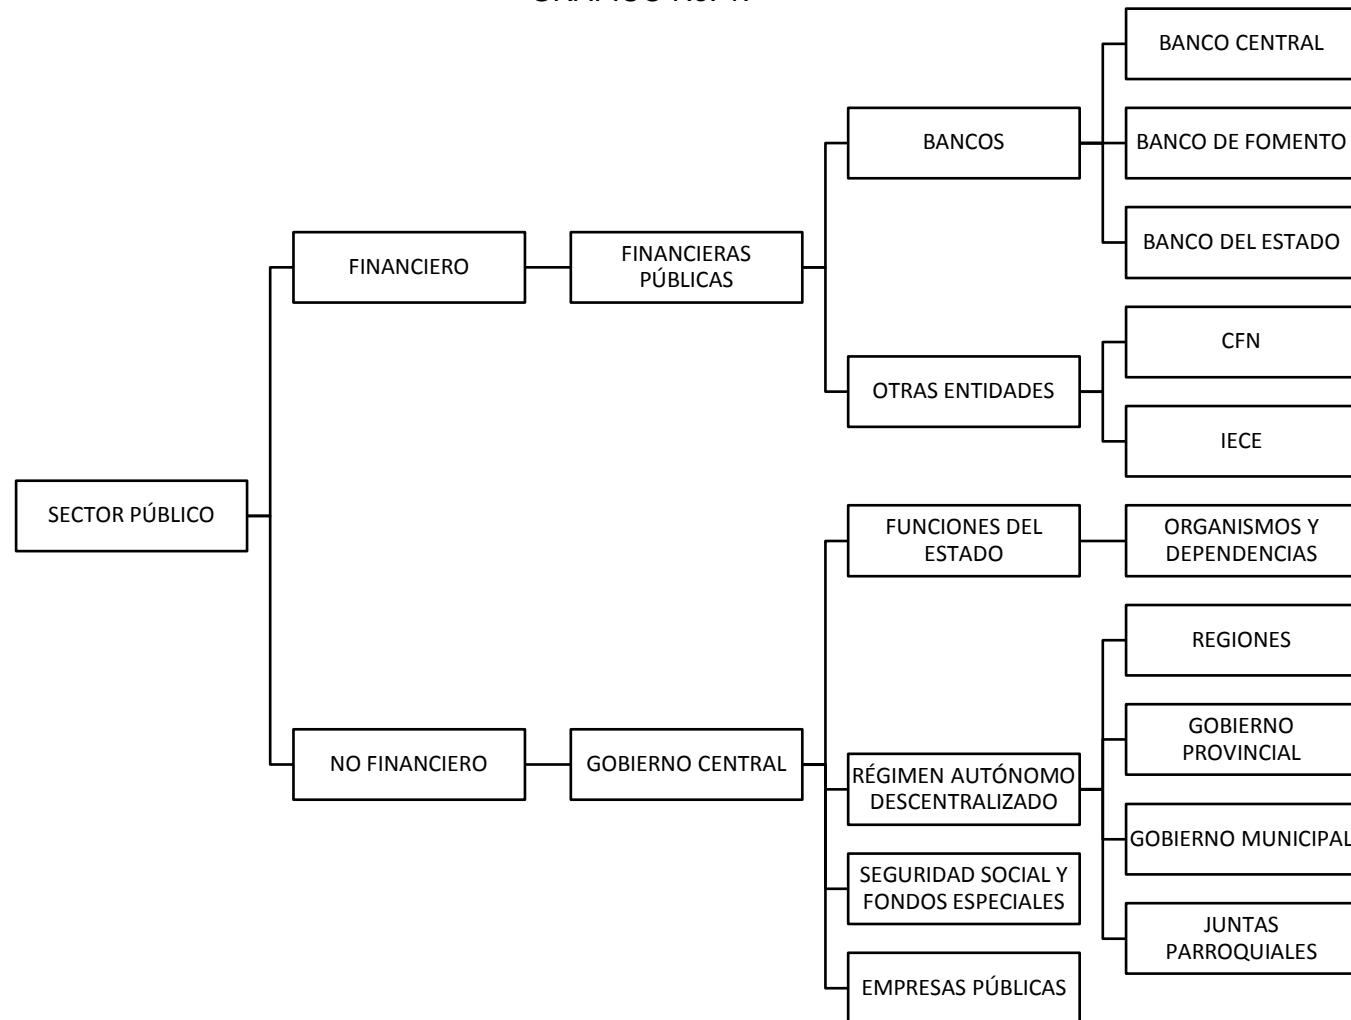 BANCO CENTRAL
BANCOS
BANCO DE FOMENTO
BANCO DEL ESTADO
FINANCIERO
FINANCIERAS
PÚBLICAS
CFN
OTRAS ENTIDADES
IECE
SECTOR PÚBLICO
FUNCIONES DEL
ESTADO
ORGANISMOS Y
DEPENDENCIAS
REGIONES
GOBIERNO
PROVINCIAL
NO FINANCIERO
GOBIERNO CENTRAL
RÉGIMEN AUTÓNOMO
DESCENTRALIZADO
GOBIERNO MUNICIPAL
SEGURIDAD SOCIAL Y
FONDOS ESPECIALES
JUNTAS
PARROQUIALES
EMPRESAS PÚBLICAS